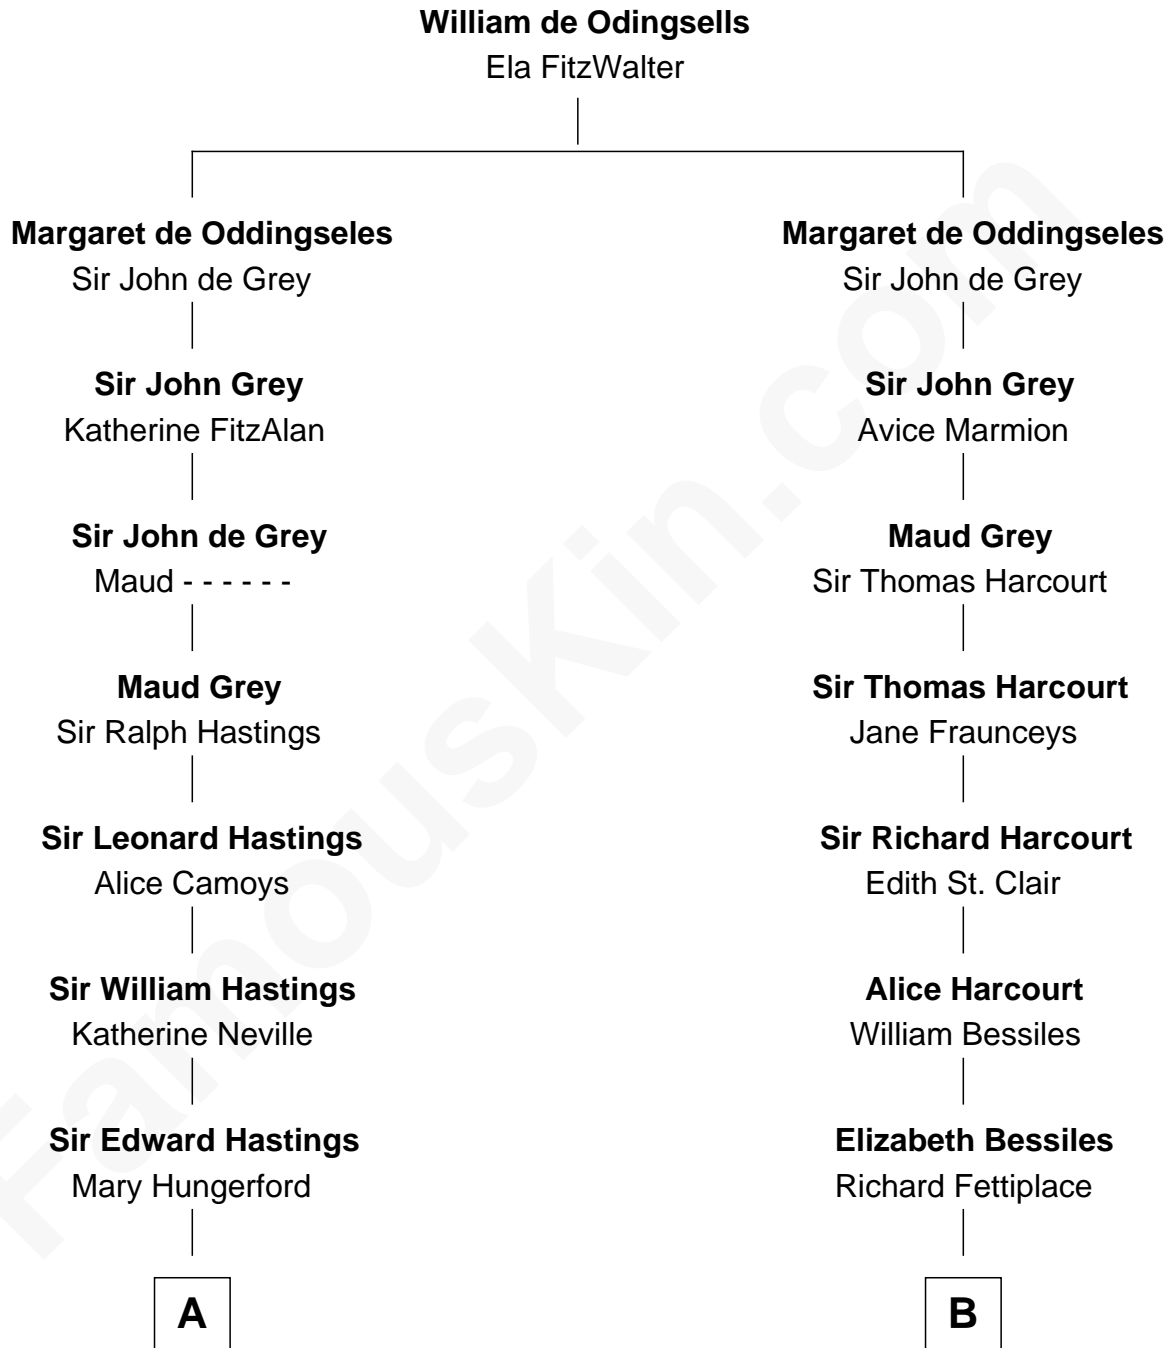 William de Odingsells
Ela FitzWalter
Margaret de Oddingseles
Sir John de Grey
Sir John Grey
Katherine FitzAlan
Sir John de Grey
Maud - - - - - -
Maud Grey
Sir Ralph Hastings
Sir Leonard Hastings
Alice Camoys
Sir William Hastings
Katherine Neville
Sir Edward Hastings
Mary Hungerford
A
Margaret de Oddingseles
Sir John de Grey
Sir John Grey
Avice Marmion
Maud Grey
Sir Thomas Harcourt
Sir Thomas Harcourt
Jane Fraunceys
Sir Richard Harcourt
Edith St. Clair
Alice Harcourt
William Bessiles
Elizabeth Bessiles
Richard Fettiplace
B
FamousKin.com